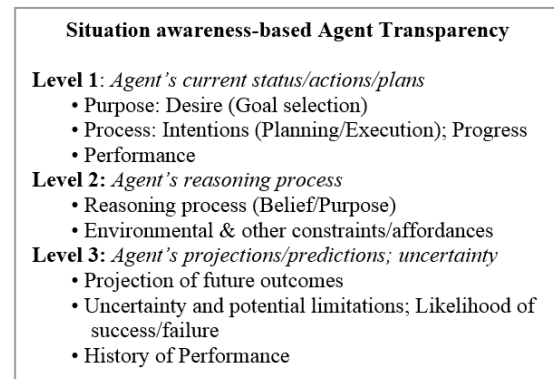 Situation awareness-based Agent Transparency
Level 1: Agent's current status/actions/plans
• Purpose: Desire (Goal selection)
• Process: Intentions (Planning/Execution); Progress
• Performance
Level 2: Agent's reasoning process
• Reasoning process (Belief/Purpose)
• Environmental & other constraints/affordances
Level 3: Agent's projections/predictions; uncertainty
• Projection of future outcomes
• Uncertainty and potential limitations; Likelihood of
success/failure
• History of Performance